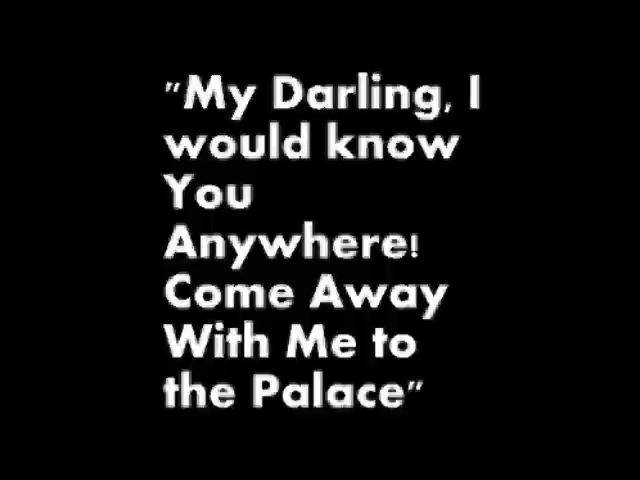 "My Darling, I
would know
You
Anywhere!
Come Away
With Me to
the Palace"